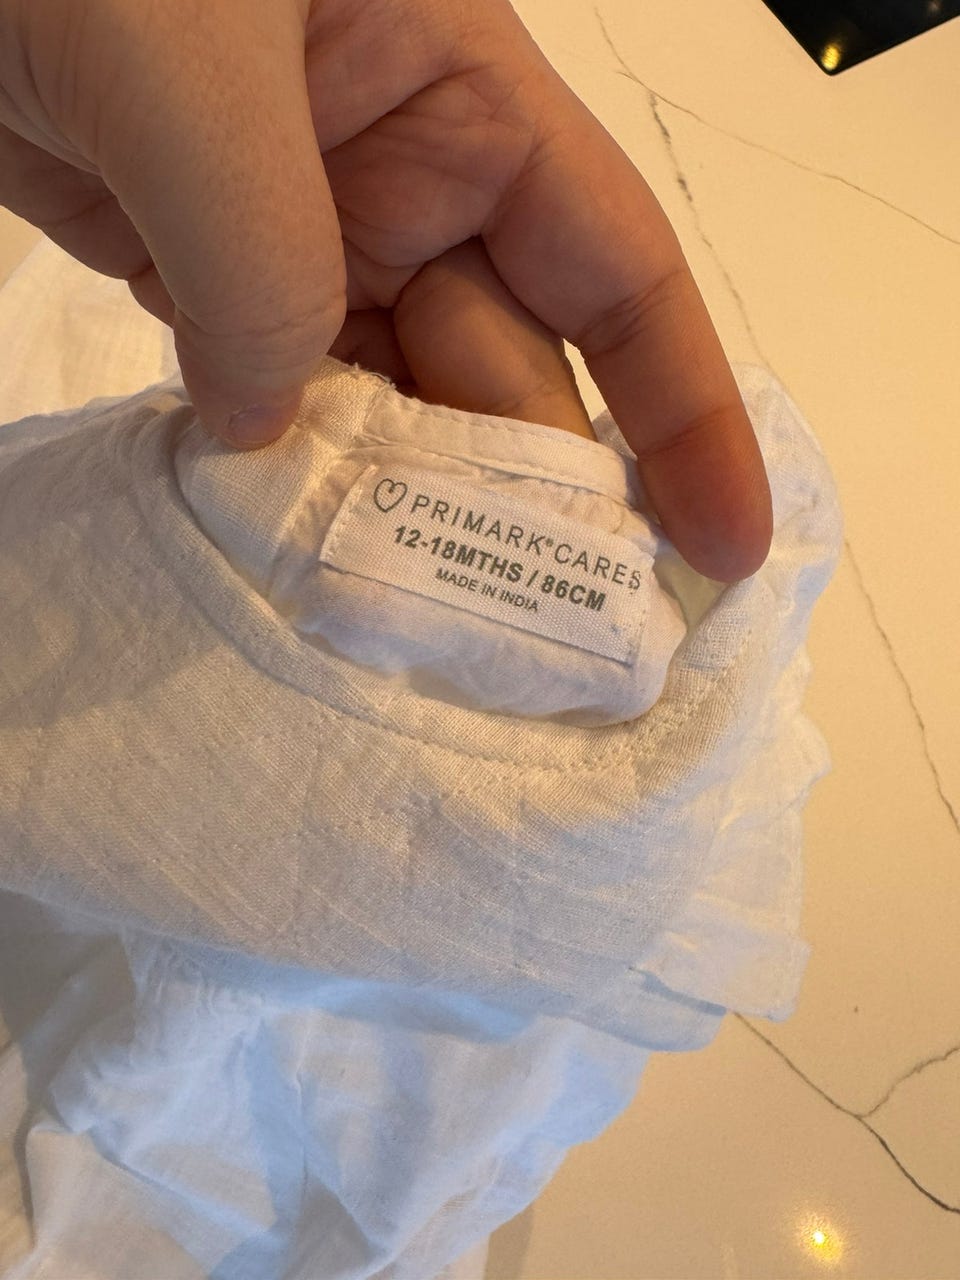 PRIMARK®CARES
12-18MTHS / 86CM
MADE IN INDIA